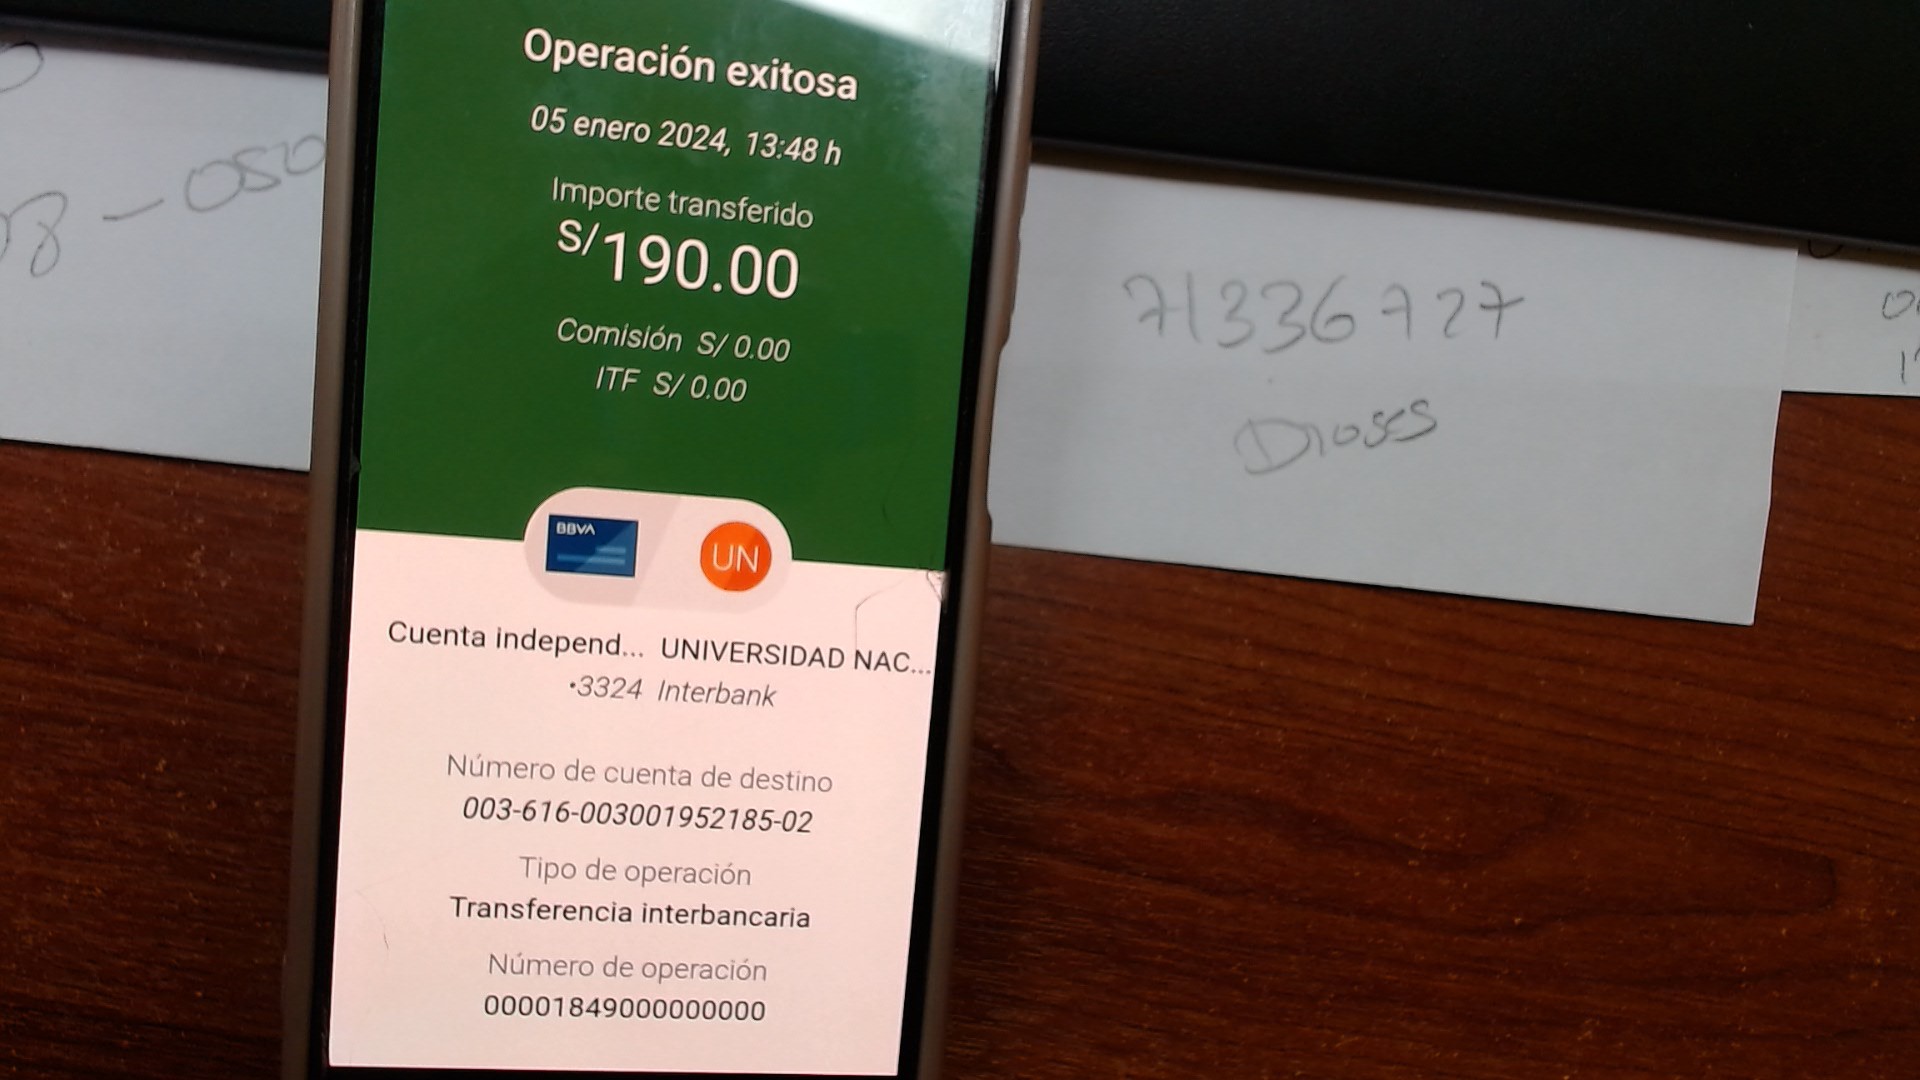 Operación exitosa
05 enero 2024, 13:48 h
Importe transferido
S/190.00
Comisión S/ 0.00
ITF S/ 0.00
BBVA
UN
Cuenta independ... UNIVERSIDAD NAC...
•3324 Interbank
Número de cuenta de destino
003-616-003001952185-02
Tipo de operación
Transferencia interbancaria
Número de operación
00001849000000000
71336727
Dioses